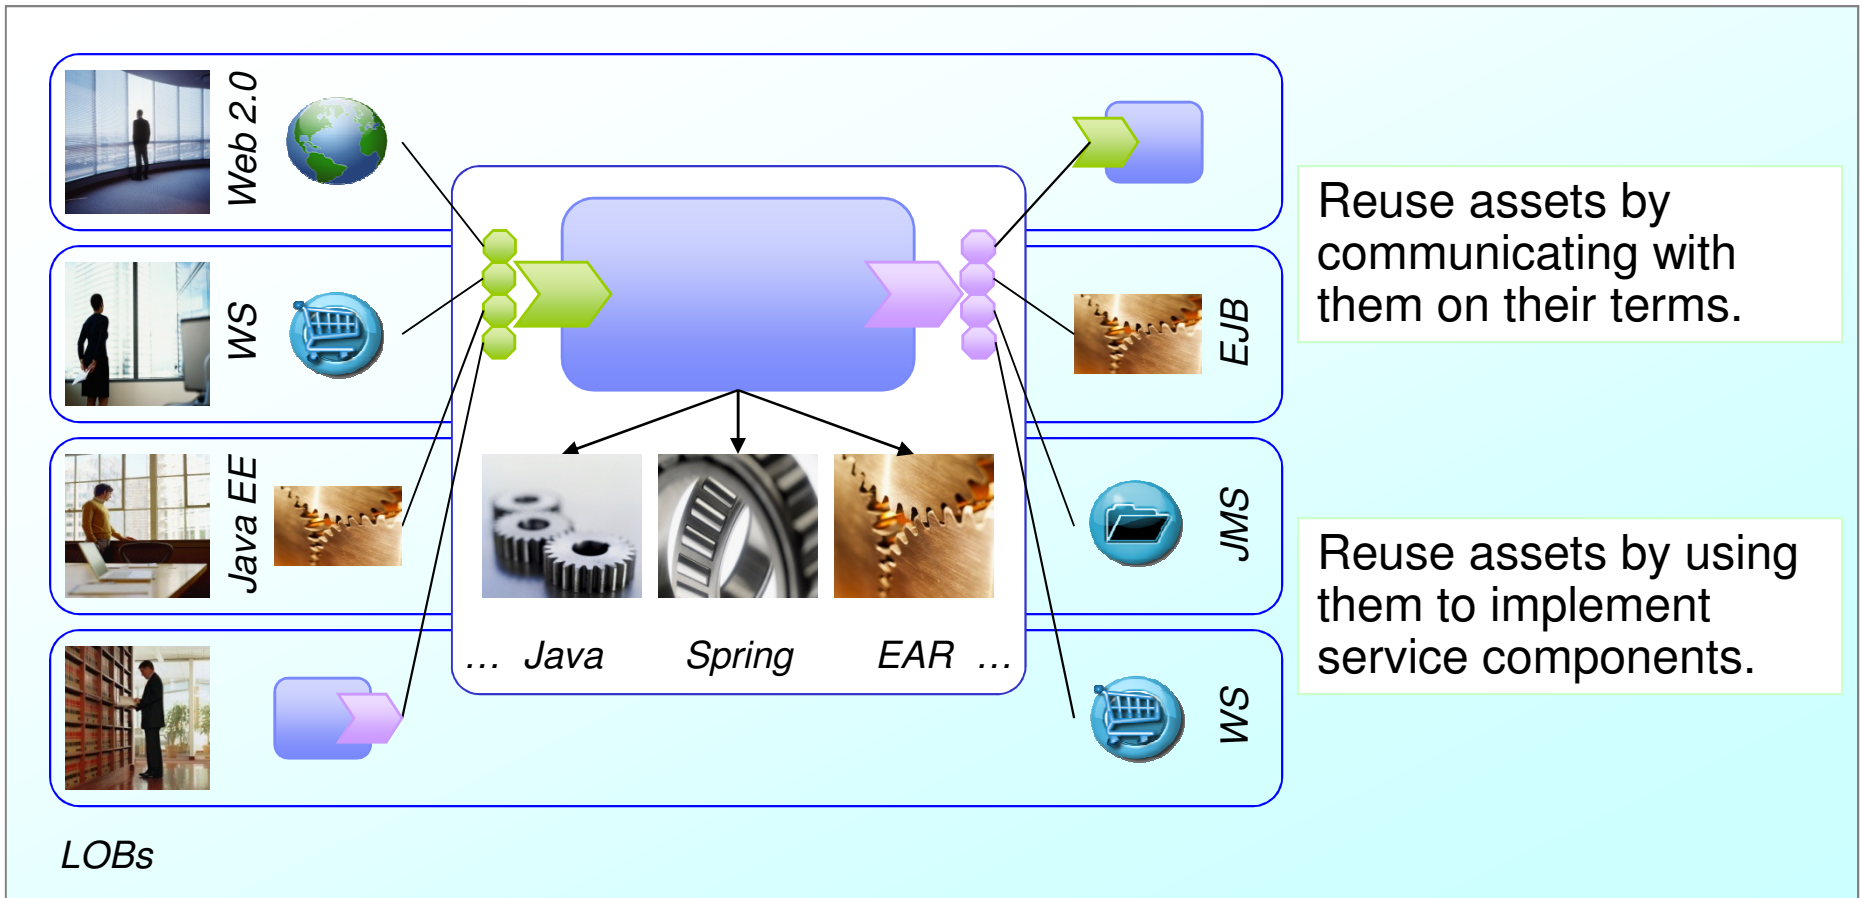 Web 2.0
WS
Java EE
EJB
JMS
WS
... Java Spring EAR ...
LOBs
Reuse assets by
communicating with
them on their terms.
Reuse assets by using
them to implement
service components.